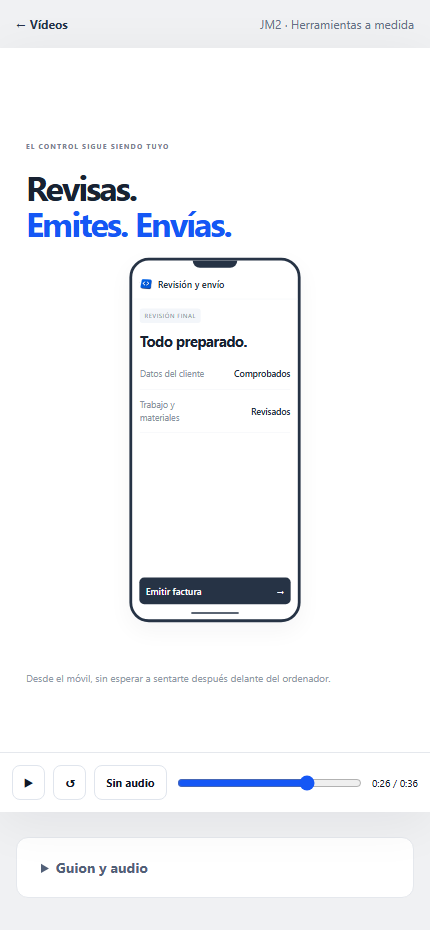 ← Vídeos
JM2 · Herramientas a medida
EL CONTROL SIGUE SIENDO TUYO
Revisas.
Emites. Envías.
Revisión y envío
REVISIÓN FINAL
Todo preparado.
Datos del cliente Comprobados
Trabajo y
materiales
Revisados
Emitir factura →
Desde el móvil, sin esperar a sentarte después delante del ordenador.
▶ ↺ Sin audio 0:26 / 0:36
▶ Guion y audio